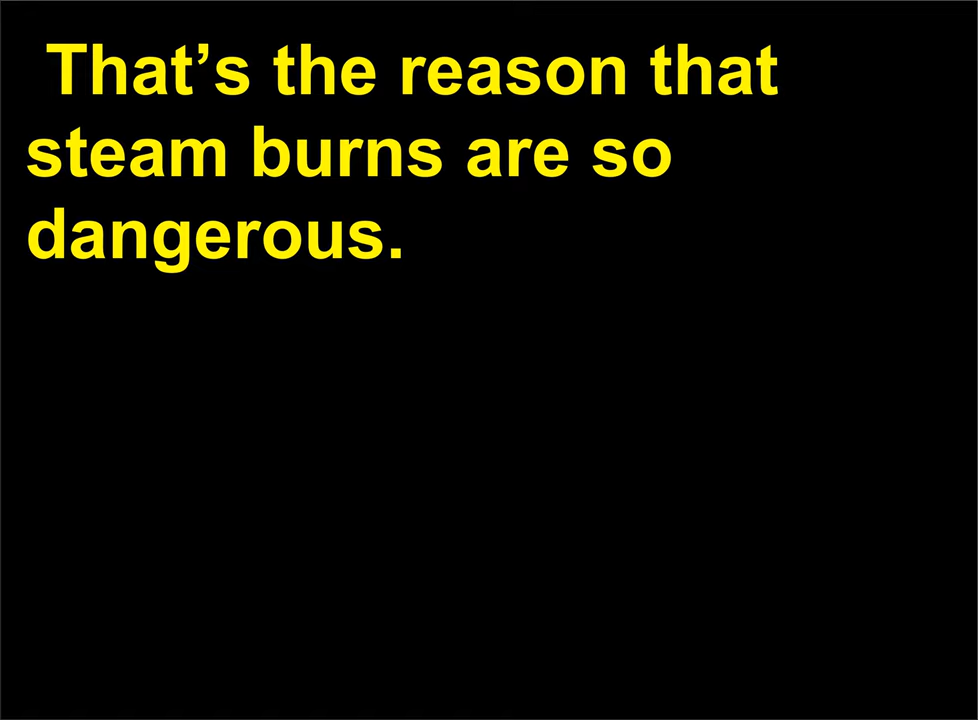 That’s the reason that
steam burns are so
dangerous.